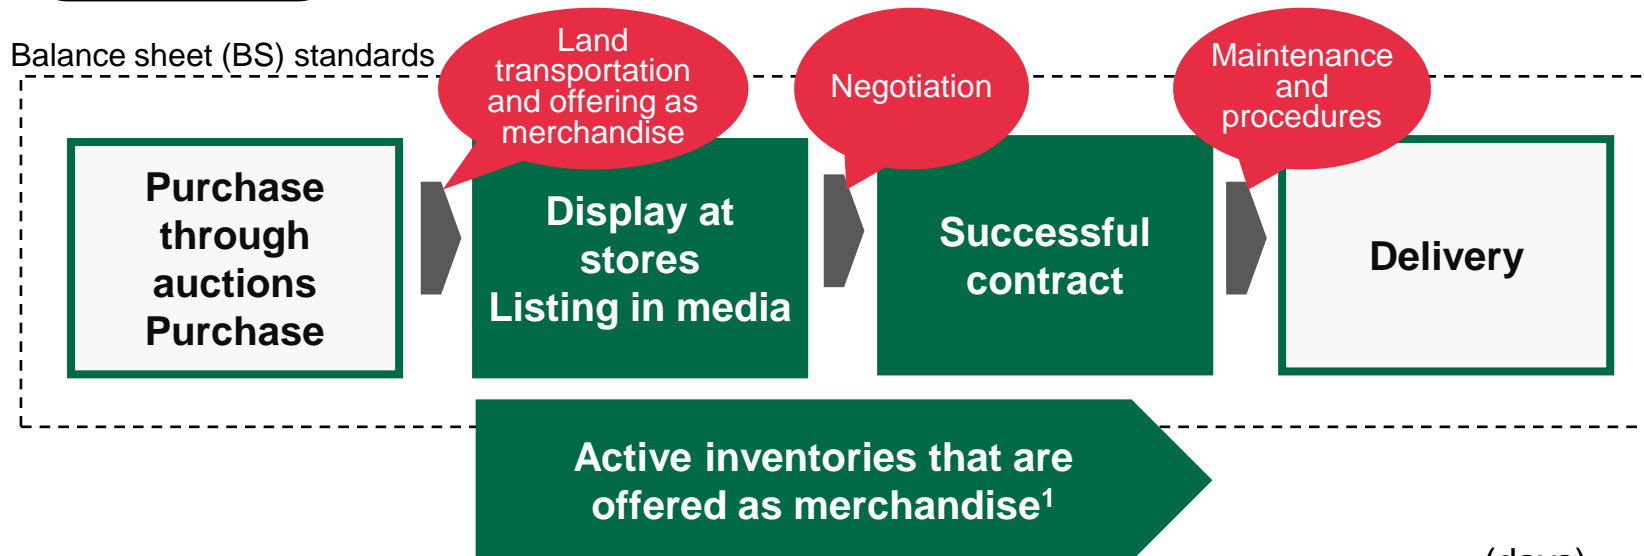 Balance sheet (BS) standards
Land
transportation
and offering as
merchandise
Negotiation
Maintenance
and
procedures
Purchase
through
auctions
Purchase
Display at
stores
Listing in media
Successful
contract
Delivery
Active inventories that are
offered as merchandise¹